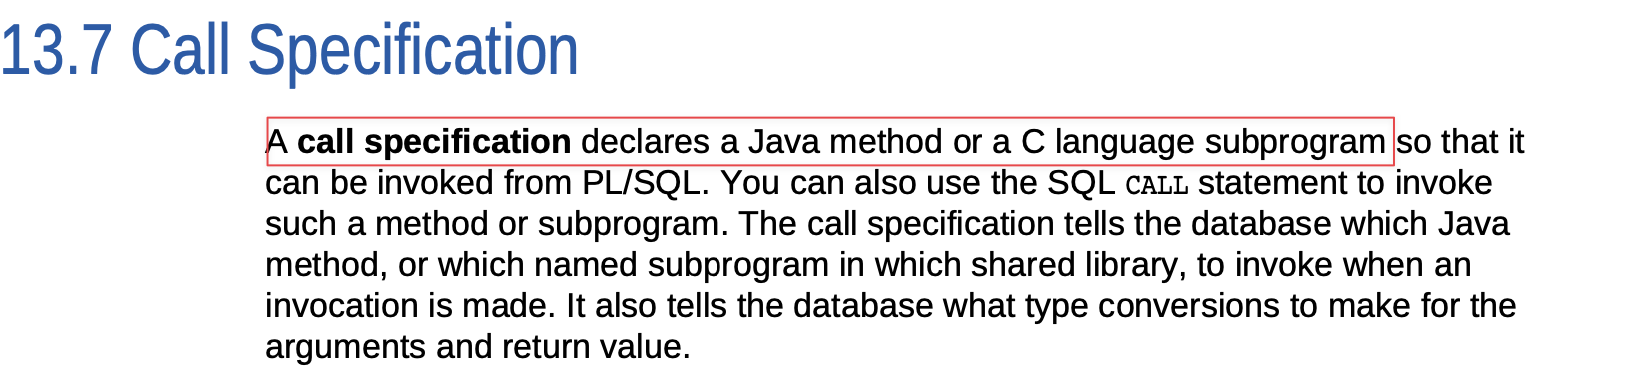 13.7 Call Specification
A call specification declares a Java method or a C language subprogram so that it
can be invoked from PL/SQL. You can also use the SQL CALL statement to invoke
such a method or subprogram. The call specification tells the database which Java
method, or which named subprogram in which shared library, to invoke when an
invocation is made. It also tells the database what type conversions to make for the
arguments and return value.